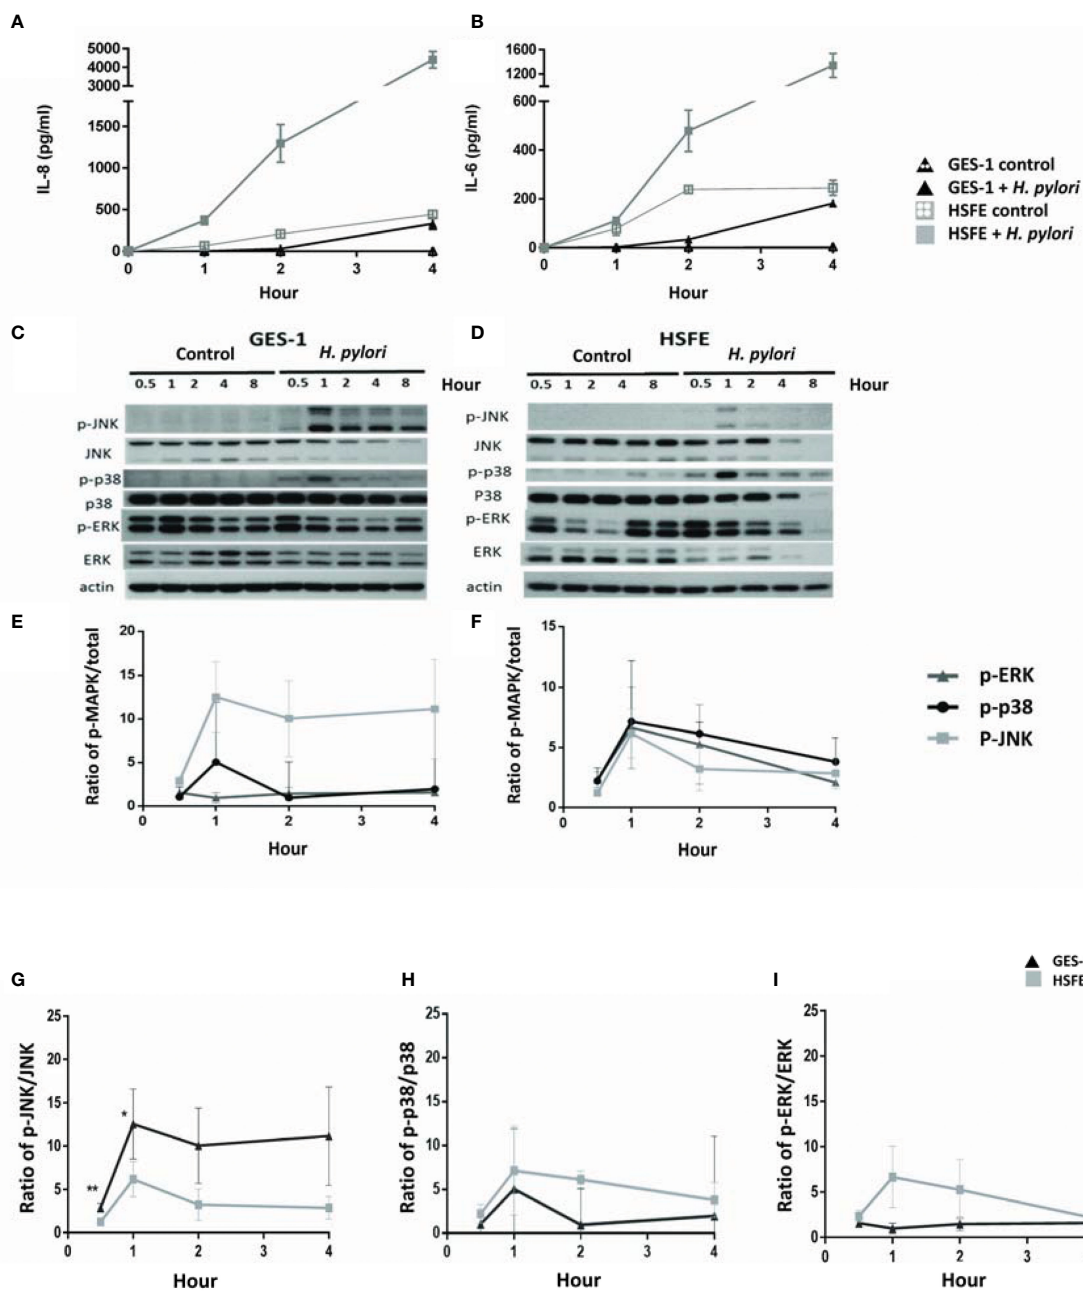 A
B
5000
4000
3000
1500
1000
500
0
IL-8 (pg/ml)
0 1 2 3 4
Hour
1600
1400
1200
600
400
200
0
IL-6 (pg/ml)
0 1 2 3 4
Hour
GES-1 control
GES-1 + H. pylori
HSFE control
HSFE + H. pylori
C
GES-1
Control H. pylori
0.5 1 2 4 8 0.5 1 2 4 8 Hour
p-JNK
JNK
p-p38
p38
p-ERK
ERK
actin
D
HSFE
Control H. pylori
0.5 1 2 4 8 0.5 1 2 4 8 Hour
p-JNK
JNK
p-p38
P38
p-ERK
ERK
actin
E
20
15
10
5
0
Ratio of p-MAPK/total
0 1 2 3 4
Hour
F
15
10
5
0
Ratio of p-MAPK/total
0 1 2 3 4
Hour
p-ERK
p-p38
P-JNK
G
25
20
15
10
5
0
Ratio of p-JNK/JNK
**
*
0 1 2 3 4
Hour
H
25
20
15
10
5
0
Ratio of p-p38/p38
0 1 2 3 4
Hour
I
GES-
HSFE
25
20
15
10
5
0
Ratio of p-ERK/ERK
0 1 2 3
Hour